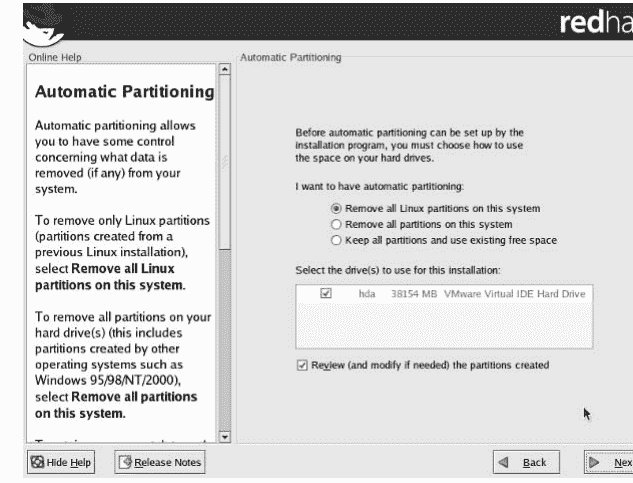 redha
Online Help
Automatic Partitioning
Automatic Partitioning
Automatic partitioning allows
you to have some control
concerning what data is
removed (if any) from your
system.
To remove only Linux partitions
(partitions created from a
previous Linux installation),
select Remove all Linux
partitions on this system.
To remove all partitions on your
hard drive(s) (this includes
partitions created by other
operating systems such as
Windows 95/98/NT/2000),
select Remove all partitions
on this system.
Before automatic partitioning can be set up by the
installation program, you must choose how to use
the space on your hard drives.
I want to have automatic partitioning:
Remove all Linux partitions on this system
Remove all partitions on this system
Keep all partitions and use existing free space
Select the drive(s) to use for this installation:
hda 38154 MB VMware Virtual IDE Hard Drive
Review (and modify if needed) the partitions created
Hide Help
Release Notes
Back
Nex